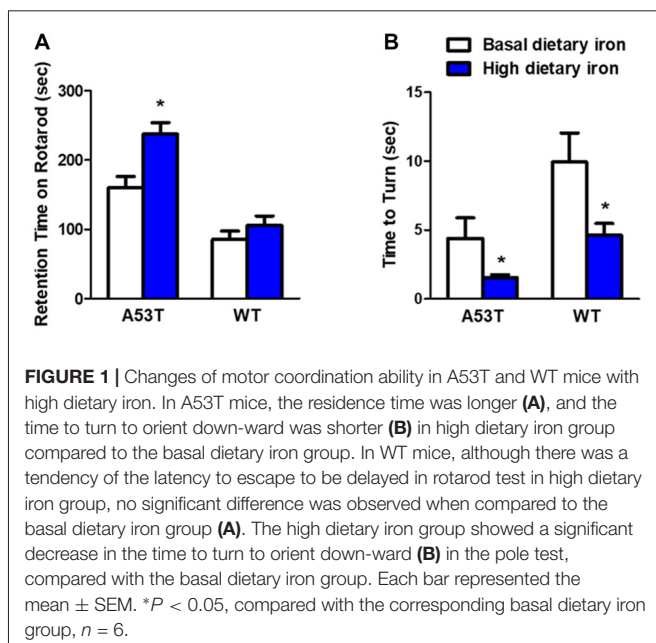 A
B
Basal dietary iron
High dietary iron
Retention Time on Rotarod (sec)
300
200
100
0
*
A53T
WT
Time to Turn (sec)
15
10
5
0
*
*
A53T
WT
FIGURE 1 | Changes of motor coordination ability in A53T and WT mice with
high dietary iron. In A53T mice, the residence time was longer (A), and the
time to turn to orient down-ward was shorter (B) in high dietary iron group
compared to the basal dietary iron group. In WT mice, although there was a
tendency of the latency to escape to be delayed in rotarod test in high dietary
iron group, no significant difference was observed when compared to the
basal dietary iron group (A). The high dietary iron group showed a significant
decrease in the time to turn to orient down-ward (B) in the pole test,
compared with the basal dietary iron group. Each bar represented the
mean ± SEM. *P < 0.05, compared with the corresponding basal dietary iron
group, n = 6.